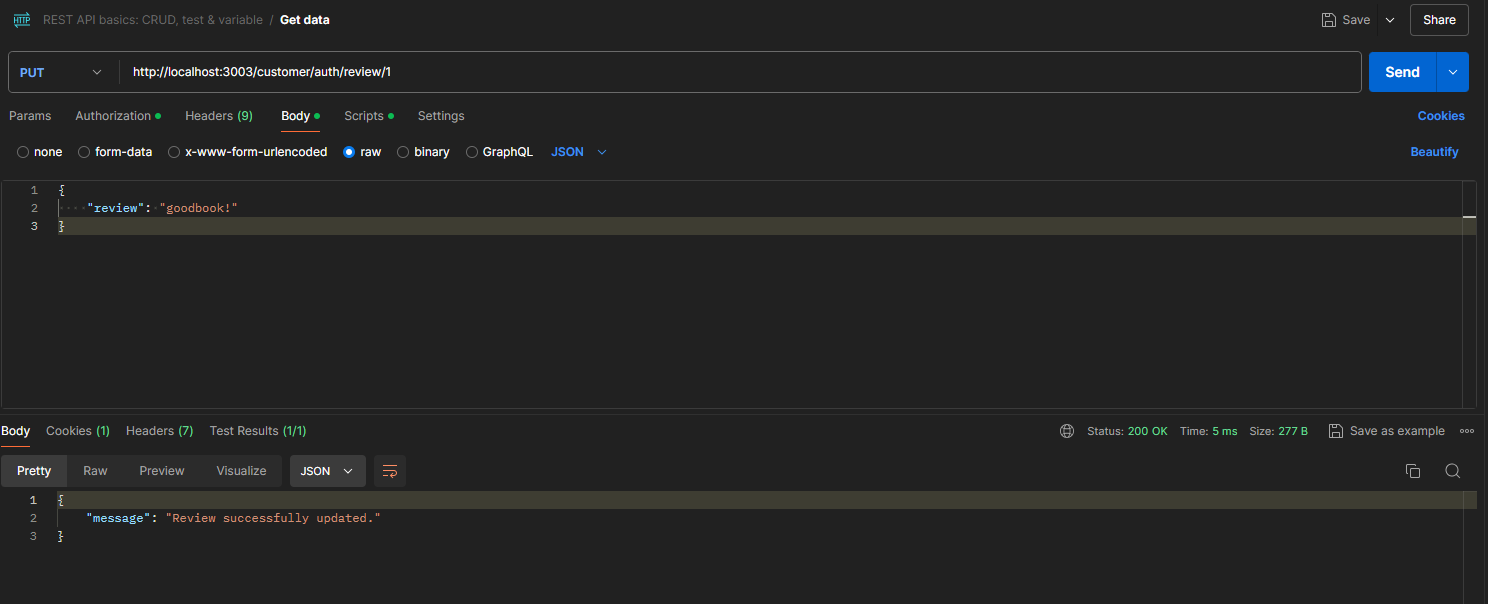 HTTP REST API basics: CRUD, test & variable / Get data Save Share
PUT http://localhost:3003/customer/auth/review/1 Send
Params Authorization Headers (9) Body Scripts Settings Cookies
none form-data x-www-form-urlencoded raw binary GraphQL JSON Beautify
1 {
2 "review": "goodbook!"
3 }
Body Cookies (1) Headers (7) Test Results (1/1) Status: 200 OK Time: 5 ms Size: 277 B Save as example
Pretty Raw Preview Visualize JSON
1 {
2 "message": "Review successfully updated."
3 }